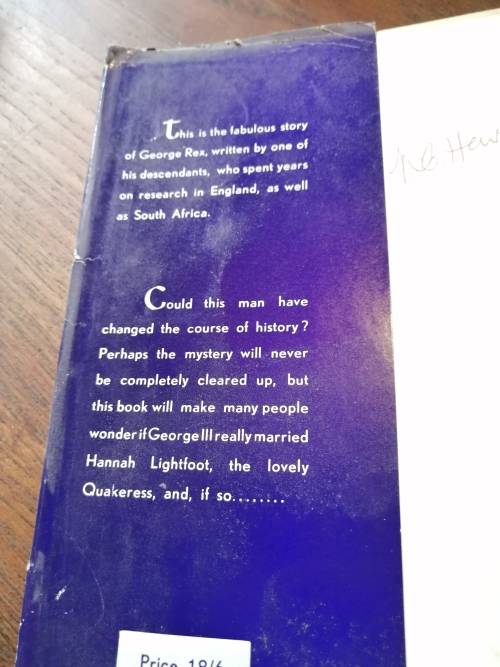 This is the fabulous story
of George Rex, written by one of
his descendants, who spent years
on research in England, as well
as South Africa.
Could this man have
changed the course of history?
Perhaps the mystery will never
be completely cleared up, but
this book will make many people
wonder if George III really married
Hannah Lightfoot, the lovely
Quakeress, and, if so........
Price 18/6